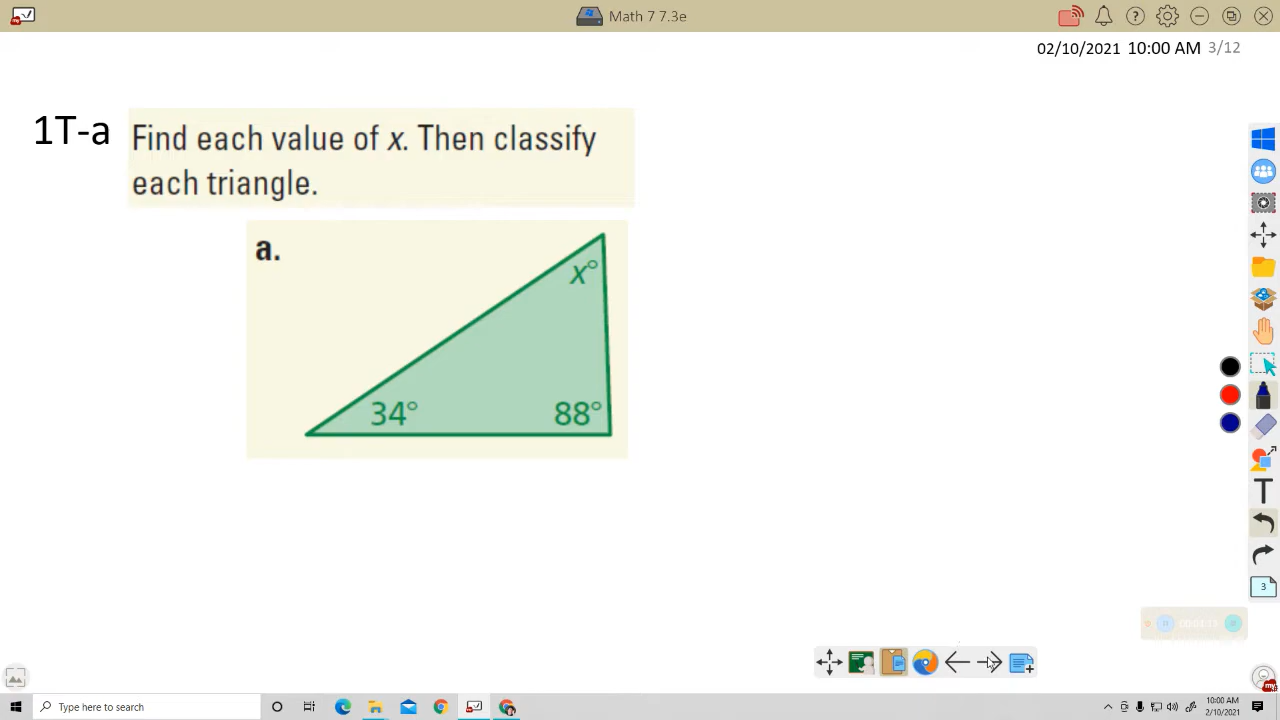 Math 7 7.3e
02/10/2021 10:00 AM 3/12
1T-a Find each value of x. Then classify
each triangle.
a.
x°
34°
88°
T
3
Type here to search
10:00 AM
2/10/2021